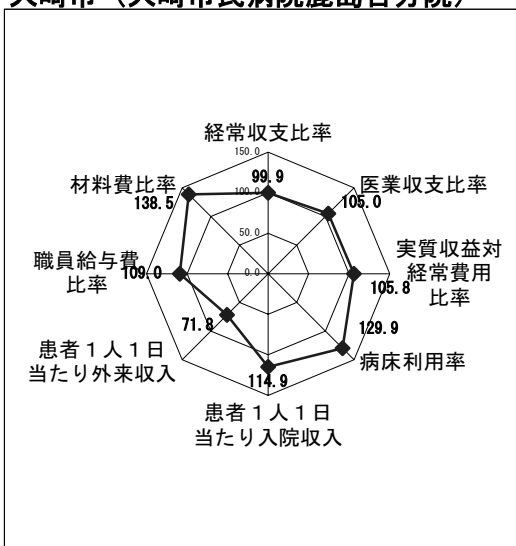 大崎市（大崎市民病院鹿島台分院）
経常収支比率
150.0
99.9
100.0
50.0
0.0
医業収支比率
105.0
実質収益対
経常費用
比率
105.8
129.9
病床利用率
114.9
患者１人１日
当たり入院収入
71.8
患者１人１日
当たり外来収入
職員給与費
109.0
比率
材料費比率
138.5